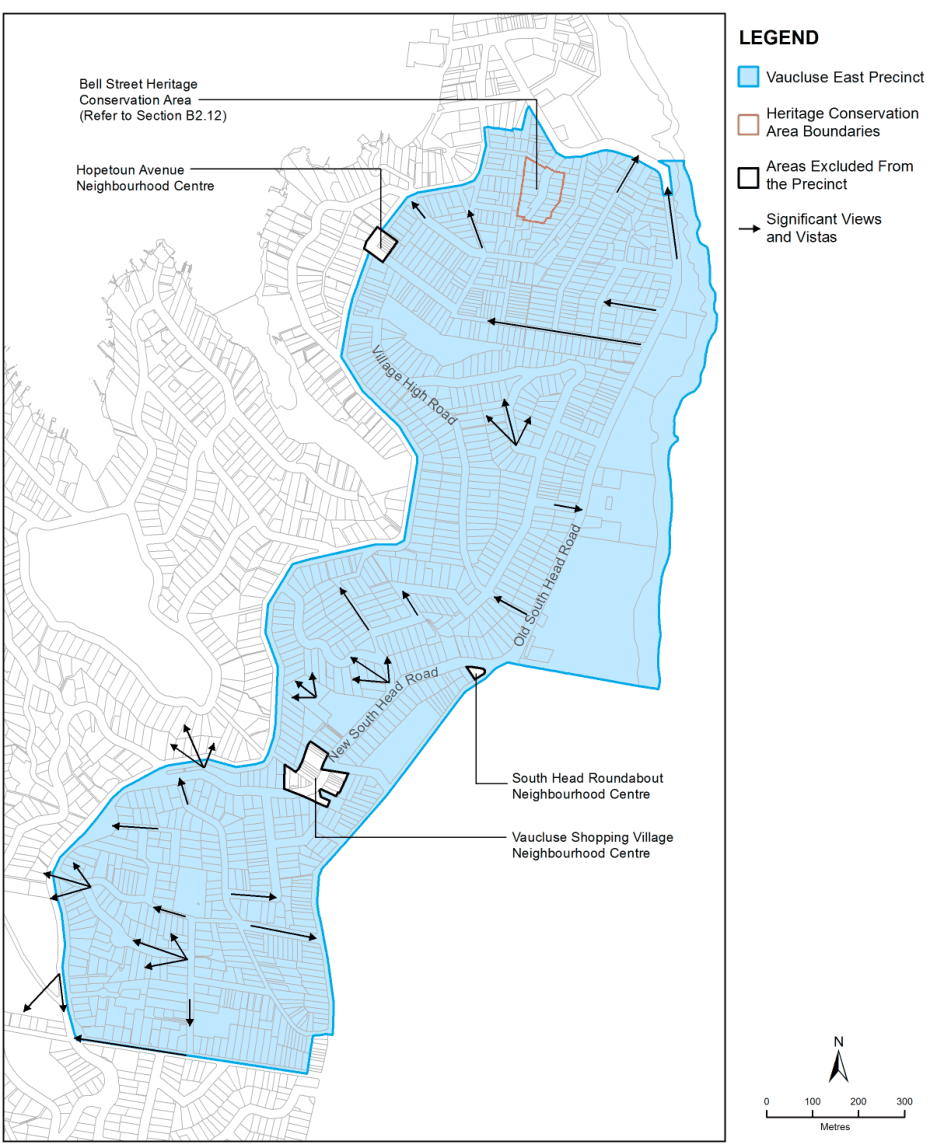 Bell Street Heritage
Conservation Area
(Refer to Section B2.12)
Hopetoun Avenue
Neighbourhood Centre
Village High Road
Old South Head Road
New South Head Road
South Head Roundabout
Neighbourhood Centre
Vaucluse Shopping Village
Neighbourhood Centre
LEGEND
Vaucluse East Precinct
Heritage Conservation
Area Boundaries
Areas Excluded From
the Precinct
Significant Views
and Vistas
N
0 100 200 300
Metres